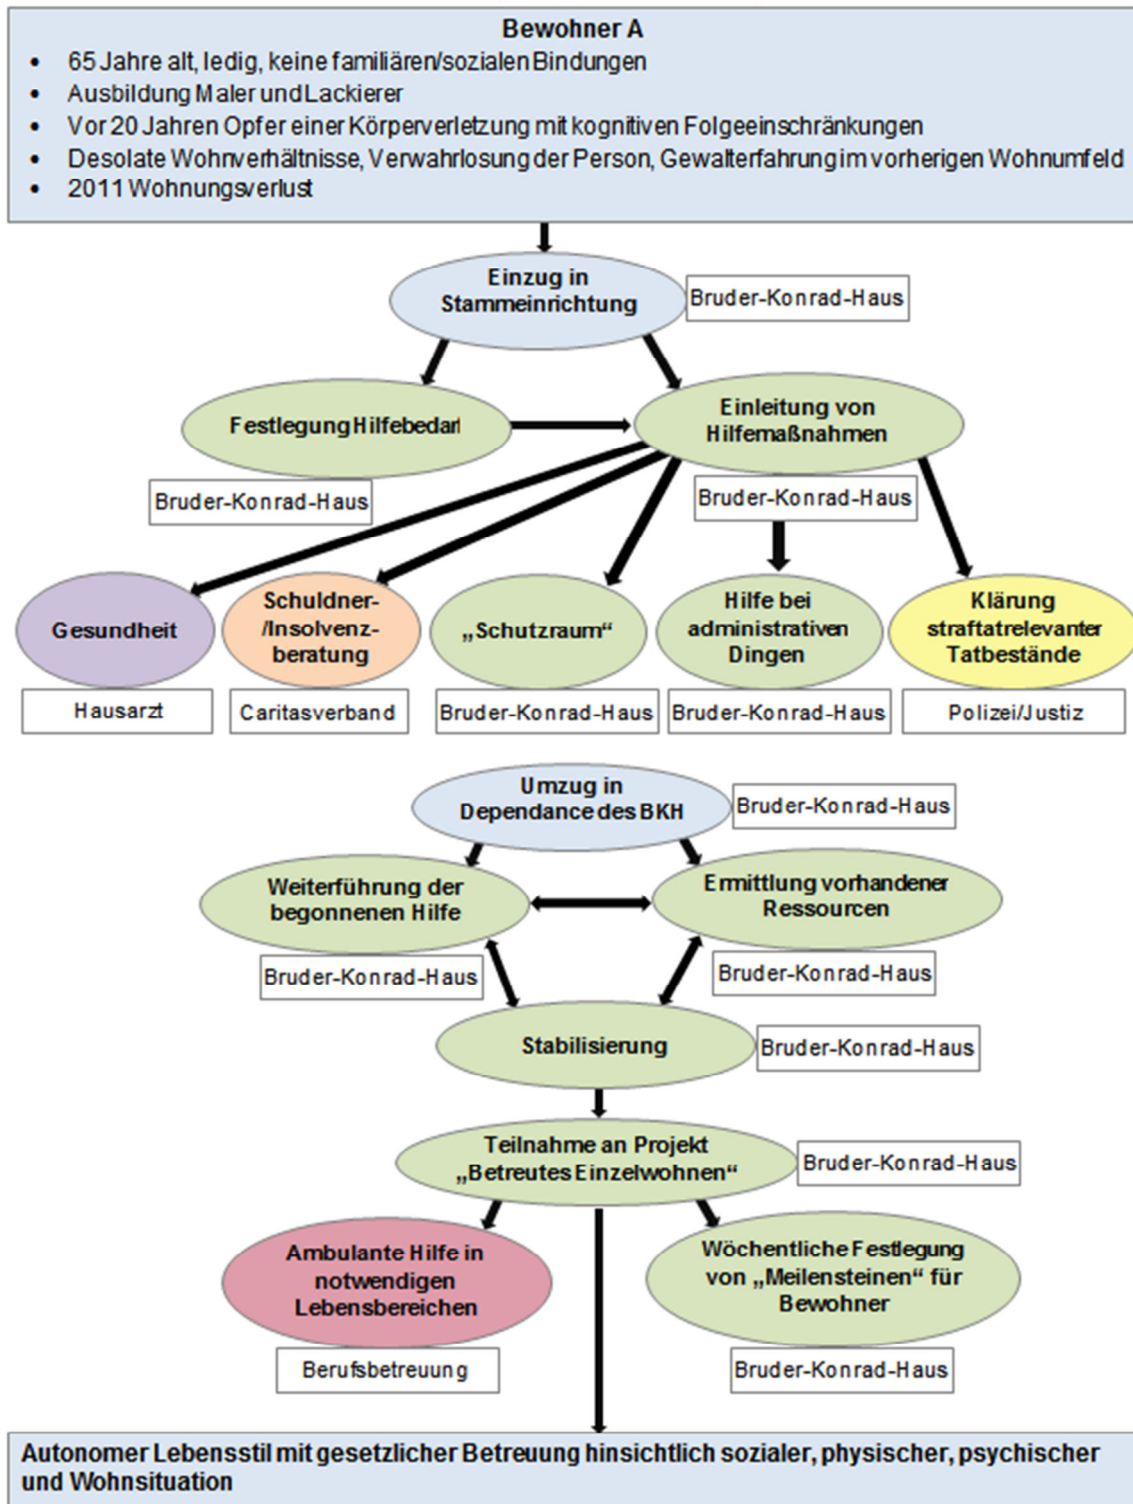 Bewohner A
• 65 Jahre alt, ledig, keine familiären/sozialen Bindungen
• Ausbildung Maler und Lackierer
• Vor 20 Jahren Opfer einer Körperverletzung mit kognitiven Folgeeinschränkungen
• Desolate Wohnverhältnisse, Verwahrlosung der Person, Gewalterfahrung im vorherigen Wohnumfeld
• 2011 Wohnungsverlust
Einzug in
Stammeinrichtung
Bruder-Konrad-Haus
Festlegung Hilfebedarf
Bruder-Konrad-Haus
Einleitung von
Hilfemaßnahmen
Bruder-Konrad-Haus
Gesundheit
Hausarzt
Schuldner-
/Insolvenz-
beratung
Caritasverband
„Schutzraum“
Bruder-Konrad-Haus
Hilfe bei
administrativen
Dingen
Bruder-Konrad-Haus
Klärung
straftatrelevanter
Tatbestände
Polizei/Justiz
Umzug in
Dependance des BKH
Bruder-Konrad-Haus
Weiterführung der
begonnenen Hilfe
Bruder-Konrad-Haus
Ermittlung vorhandener
Ressourcen
Bruder-Konrad-Haus
Stabilisierung
Bruder-Konrad-Haus
Teilnahme an Projekt
„Betreutes Einzelwohnen“
Bruder-Konrad-Haus
Ambulante Hilfe in
notwendigen
Lebensbereichen
Berufsbetreuung
Wöchentliche Festlegung
von „Meilensteinen“ für
Bewohner
Bruder-Konrad-Haus
Autonomer Lebensstil mit gesetzlicher Betreuung hinsichtlich sozialer, physischer, psychischer
und Wohnsituation